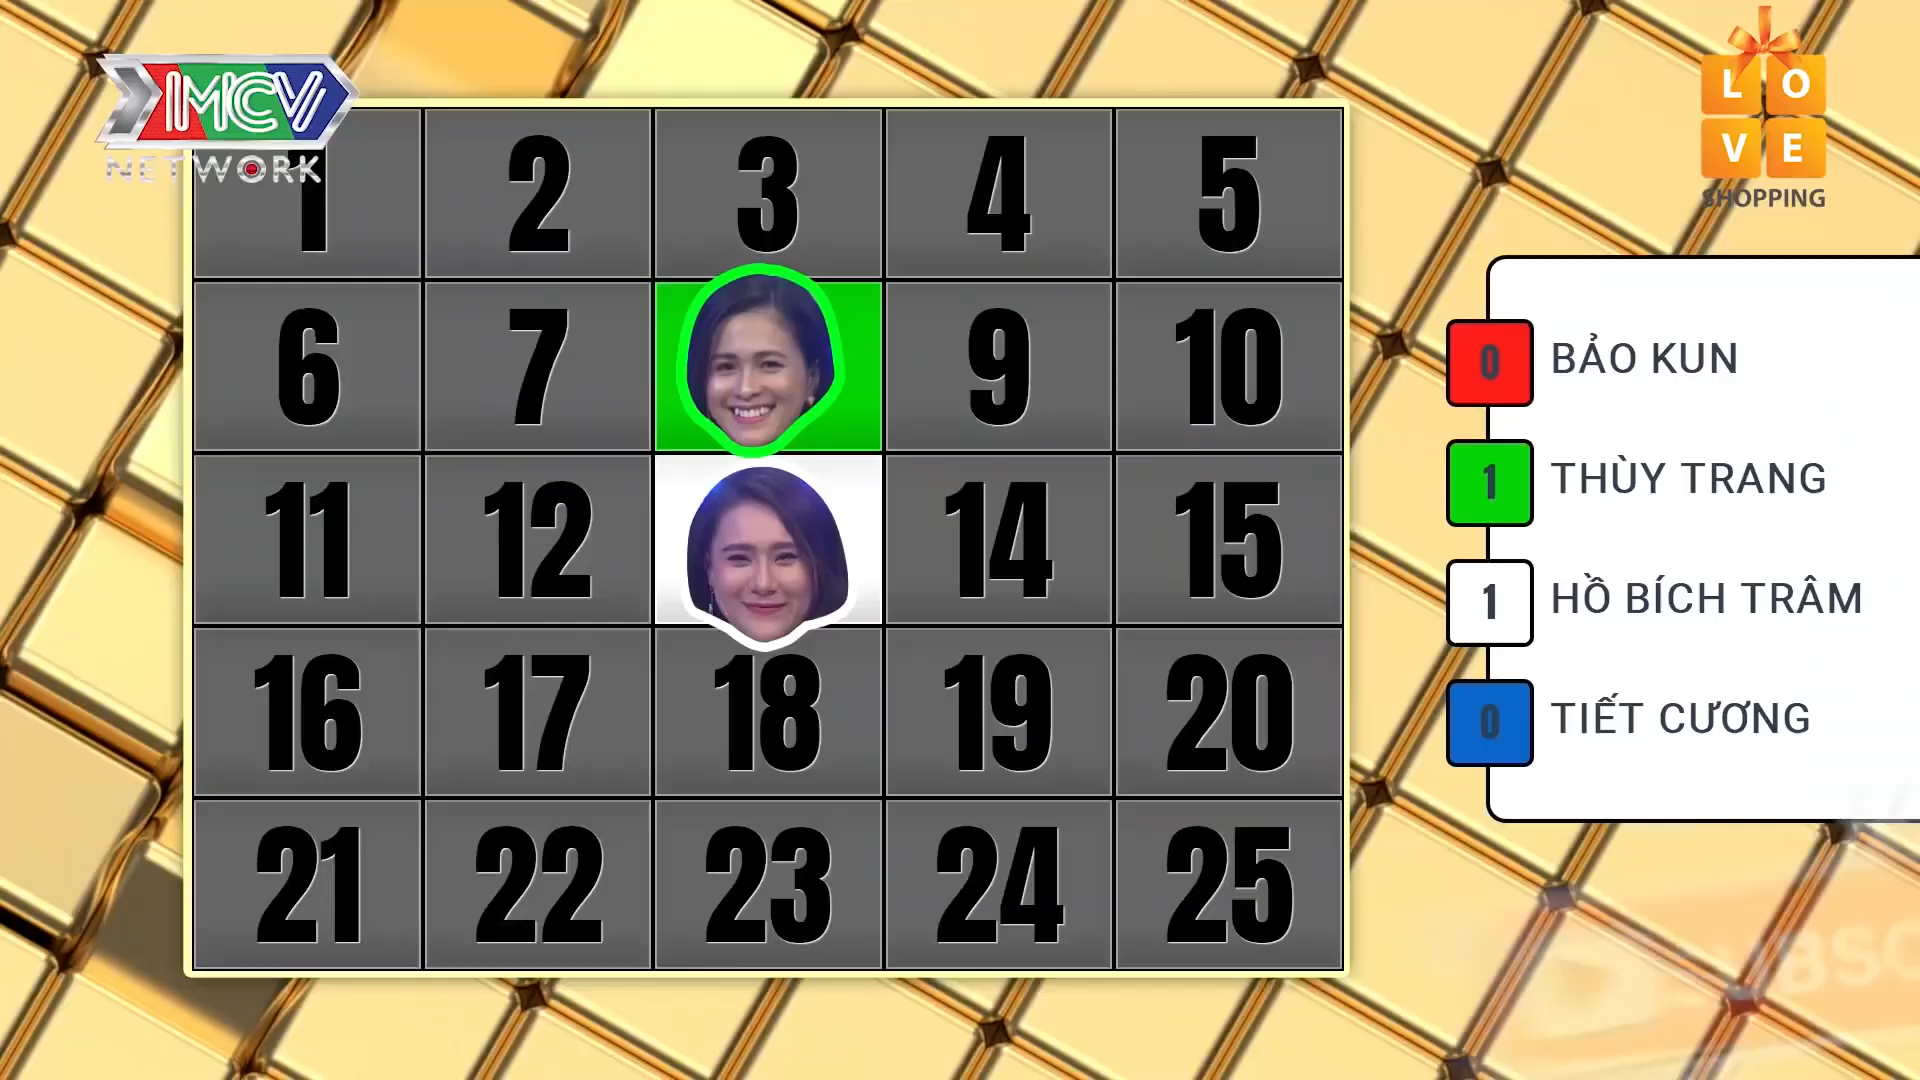 MCV
NETWORK
L O
V E
SHOPPING
1 2 3 4 5
6 7 9 10
11 12 14 15
16 17 18 19 20
21 22 23 24 25
0 BẢO KUN
1 THÙY TRANG
1 HỒ BÍCH TRÂM
0 TIẾT CƯƠNG